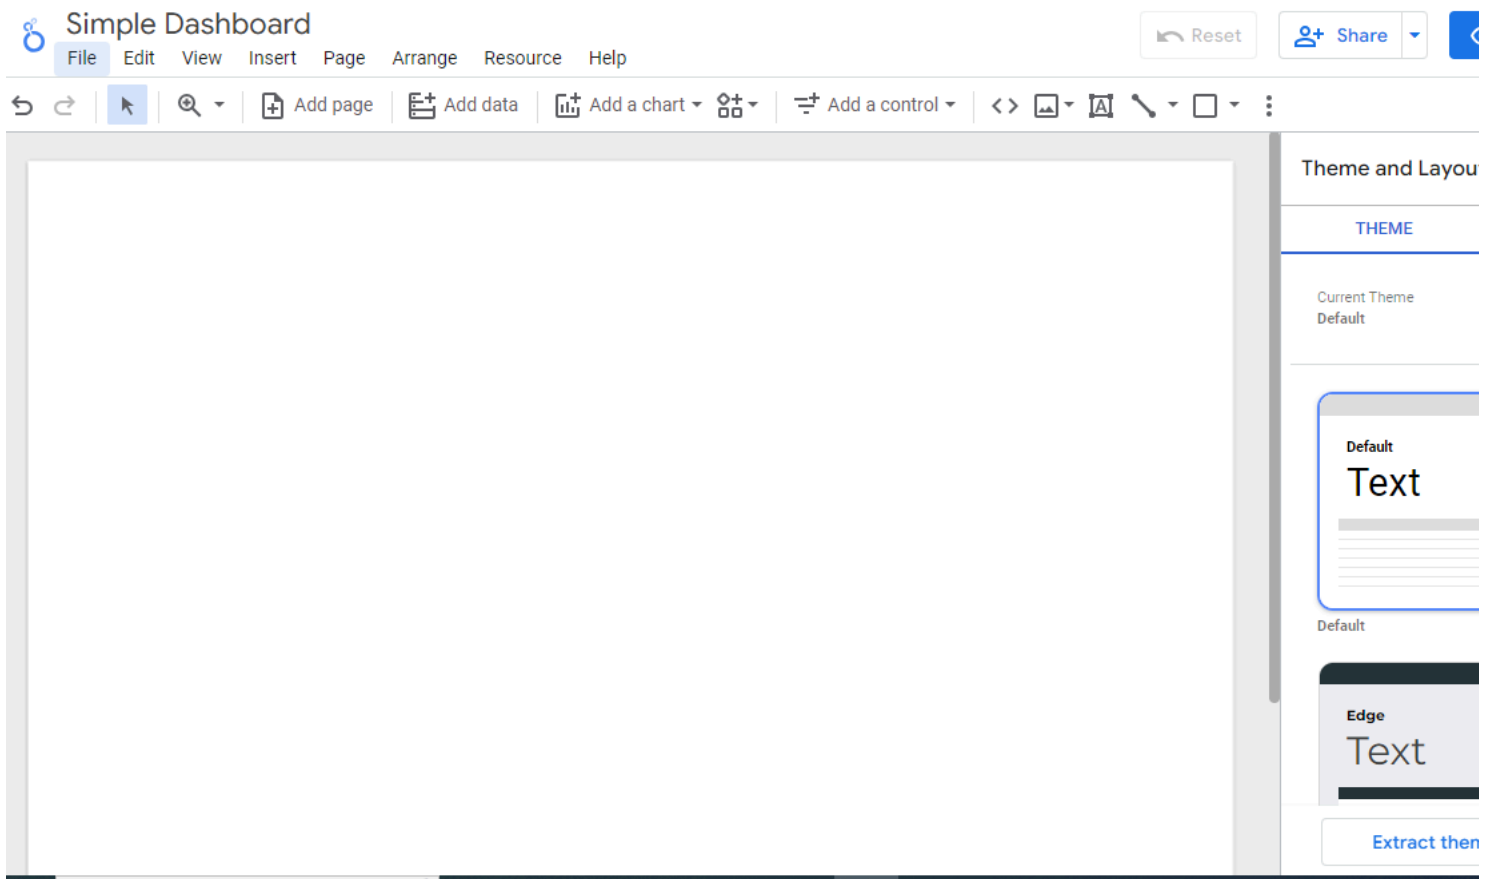 Simple Dashboard
File Edit View Insert Page Arrange Resource Help
Reset
Share
Add page
Add data
Add a chart
Add a control
A
Theme and Layou
THEME
Current Theme
Default
Default
Text
Default
Edge
Text
Extract then